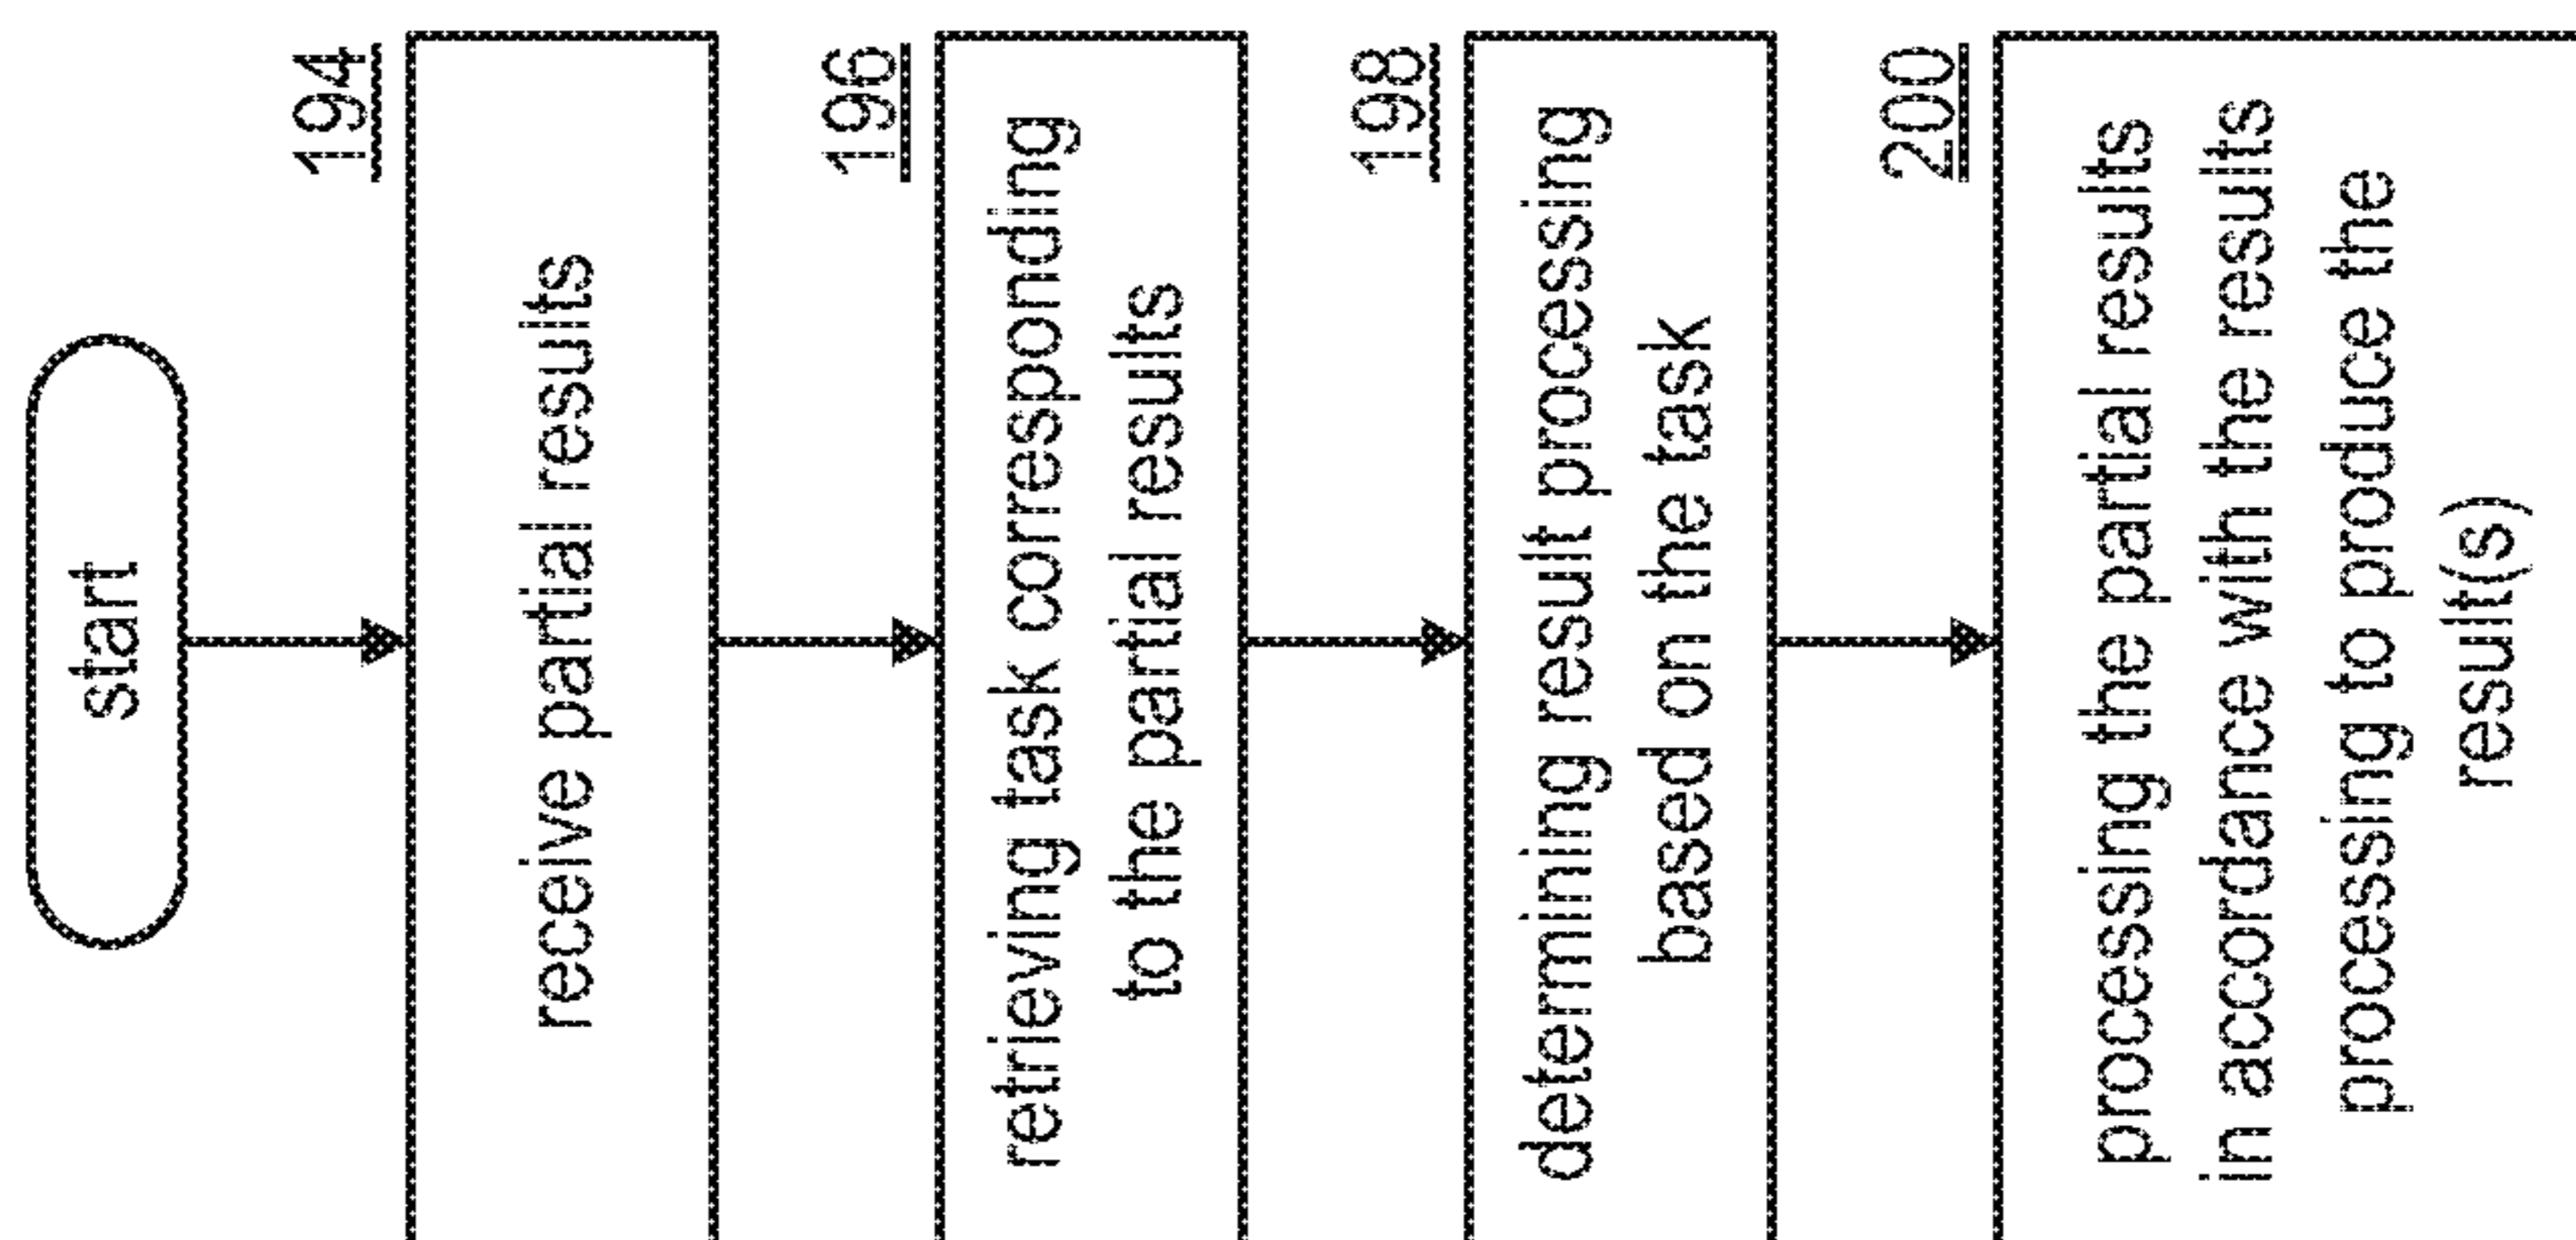 start
194
receive partial results
196
retrieving task corresponding
to the partial results
198
determining result processing
based on the task
200
processing the partial results
in accordance with the results
processing to produce the
result(s)